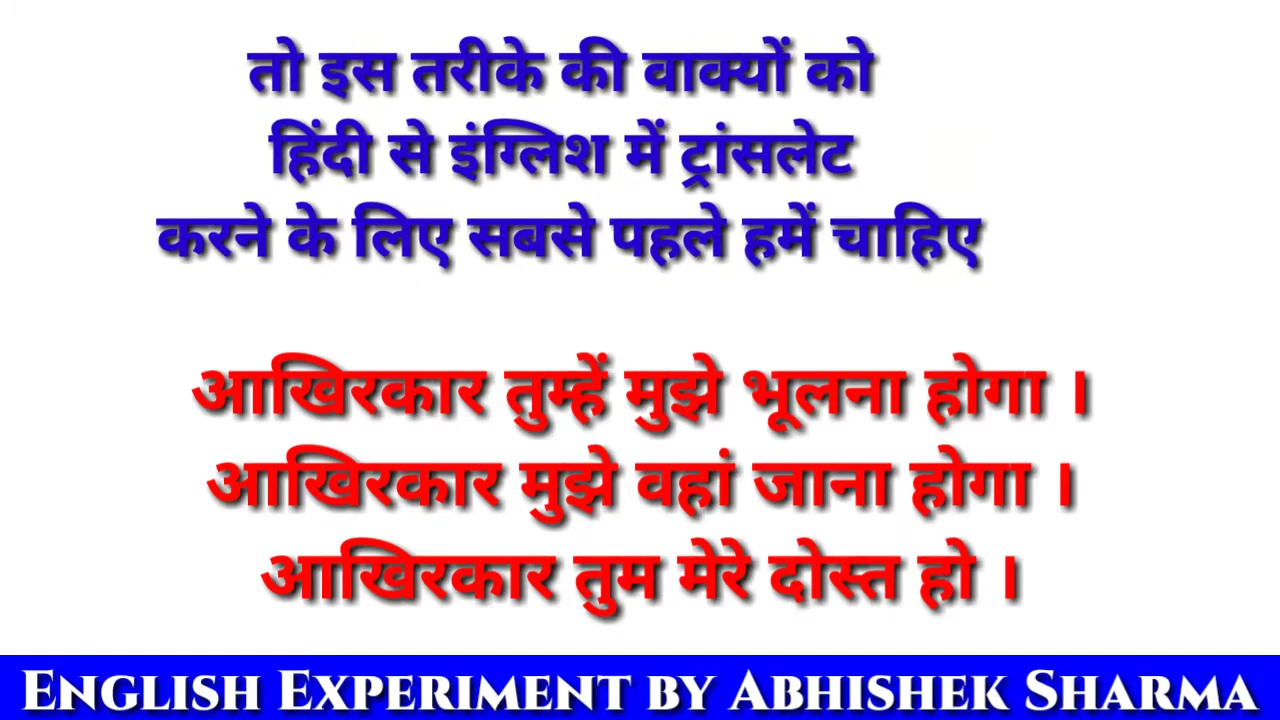 तो इस तरीके की वाक्यों को
हिंदी से इंग्लिश में ट्रांसलेट
करने के लिए सबसे पहले हमें चाहिए
आखिरकार तुम्हें मुझे भूलना होगा ।
आखिरकार मुझे वहां जाना होगा ।
आखिरकार तुम मेरे दोस्त हो ।
English Experiment by Abhishek Sharma